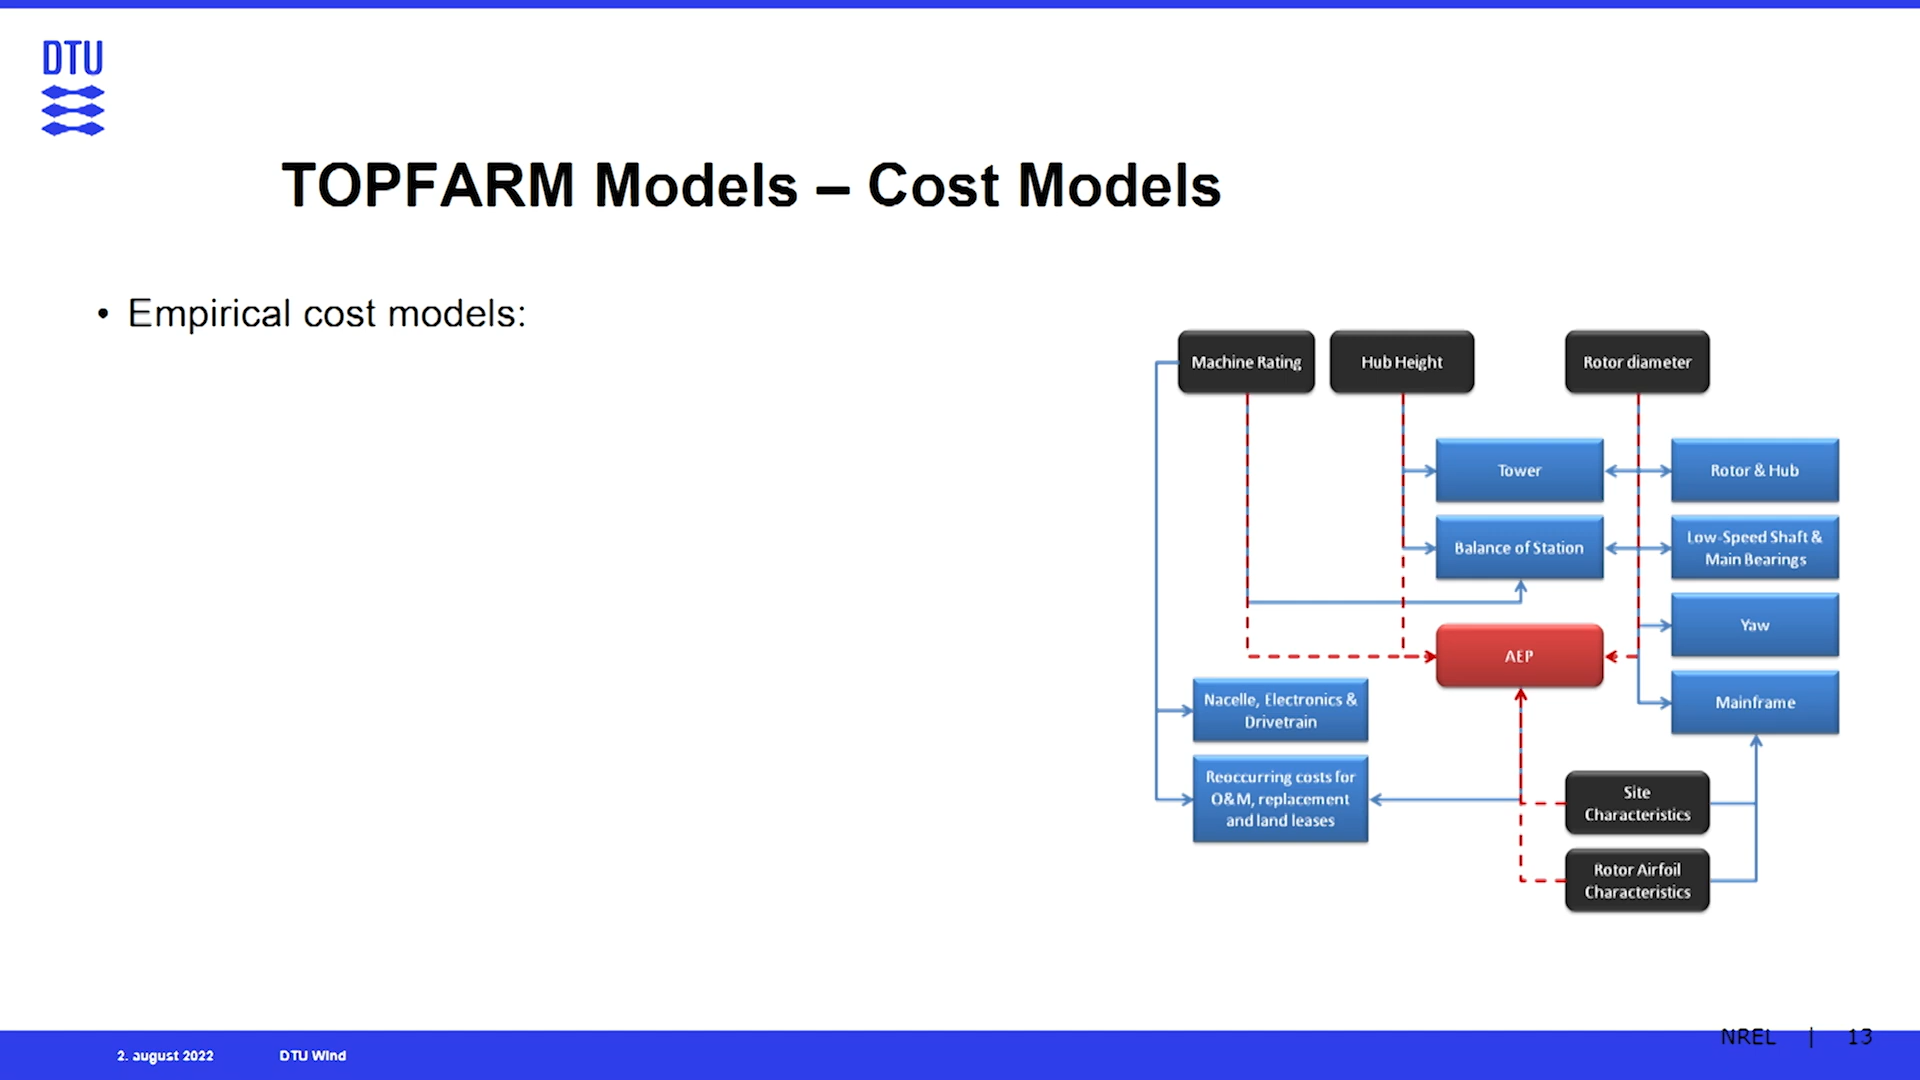 DTU
TOPFARM Models – Cost Models
• Empirical cost models:
Machine Rating
Hub Height
Rotor diameter
Tower
Rotor & Hub
Balance of Station
Low-Speed Shaft &
Main Bearings
Yaw
AEP
Mainframe
Nacelle, Electronics &
Drivetrain
Reoccurring costs for
O&M, replacement
and land leases
Site
Characteristics
Rotor Airfoil
Characteristics
2. august 2022
DTU Wind
NREL | 13